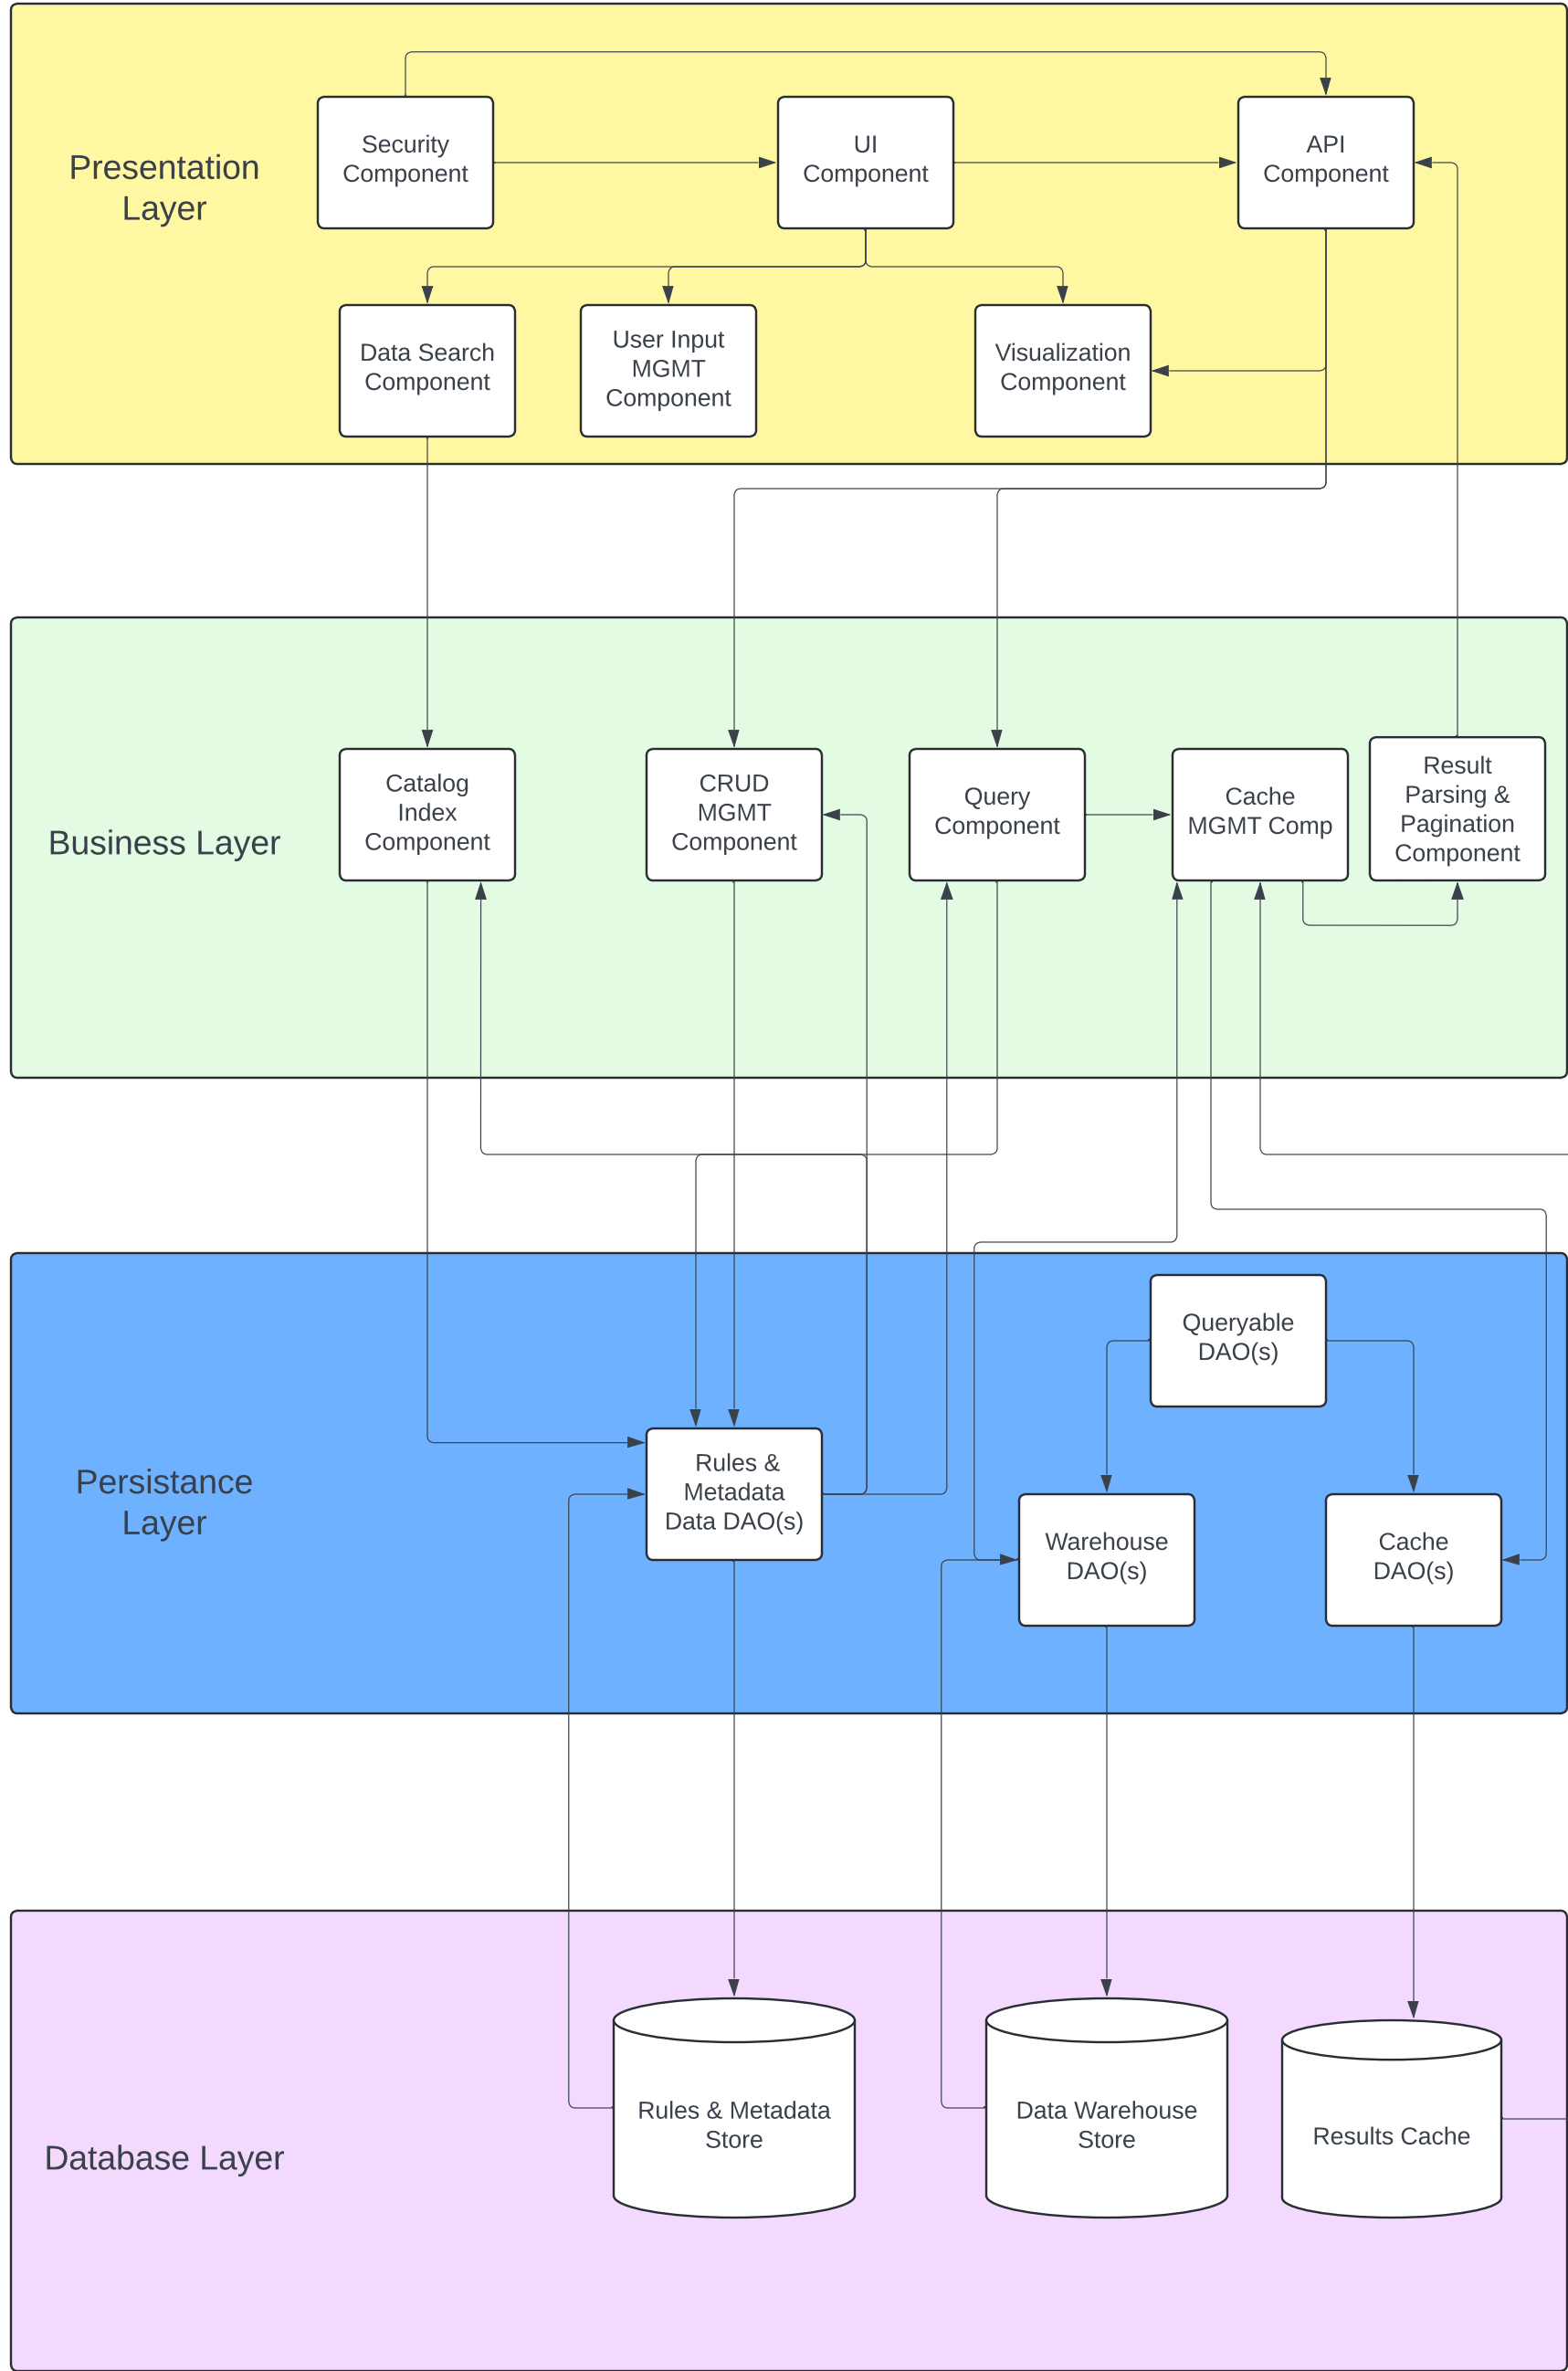 Presentation
Layer
Security
Component
UI
Component
API
Component
Data Search
Component
User Input
MGMT
Component
Visualization
Component
Business Layer
Catalog
Index
Component
CRUD
MGMT
Component
Query
Component
Cache
MGMT Comp
Result
Parsing &
Pagination
Component
Persistance
Layer
Queryable
DAO(s)
Rules &
Metadata
Data DAO(s)
Warehouse
DAO(s)
Cache
DAO(s)
Database Layer
Rules & Metadata
Store
Data Warehouse
Store
Results Cache